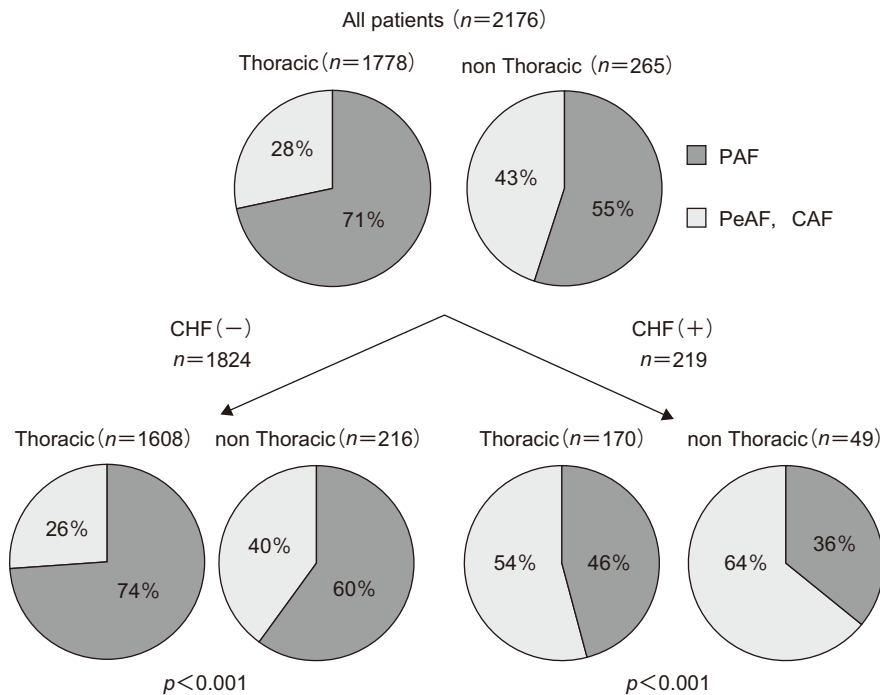 All patients (n=2176)
Thoracic(n=1778) non Thoracic (n=265)
28%
71%
43%
55%
PAF
PeAF, CAF
CHF(−)
n=1824
CHF(+)
n=219
Thoracic(n=1608) non Thoracic(n=216) Thoracic(n=170) non Thoracic(n=49)
26%
74%
40%
60%
54%
46%
64%
36%
p<0.001
p<0.001